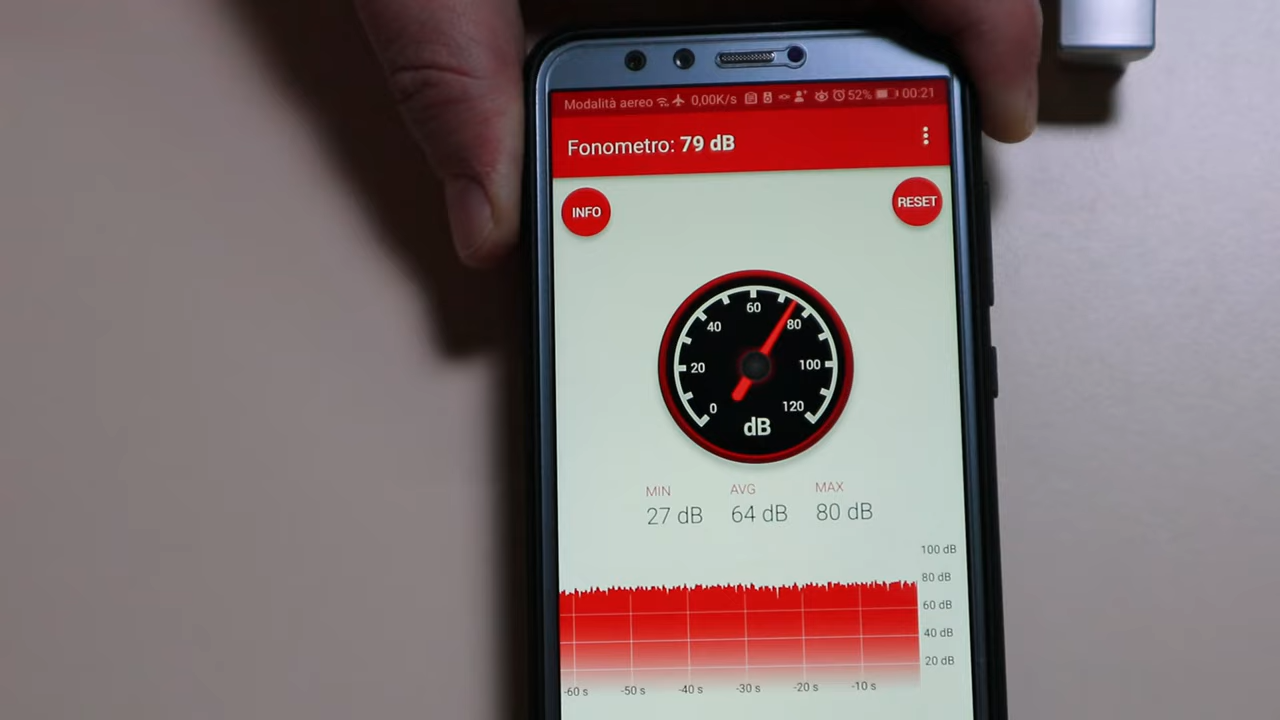 Modalità aereo 0,00K/s 52% 00:21
Fonometro: 79 dB
INFO
RESET
0 20 40 60 80 100 120
dB
MIN AVG MAX
27 dB 64 dB 80 dB
100 dB
80 dB
60 dB
40 dB
20 dB
-60 s -50 s -40 s -30 s -20 s -10 s